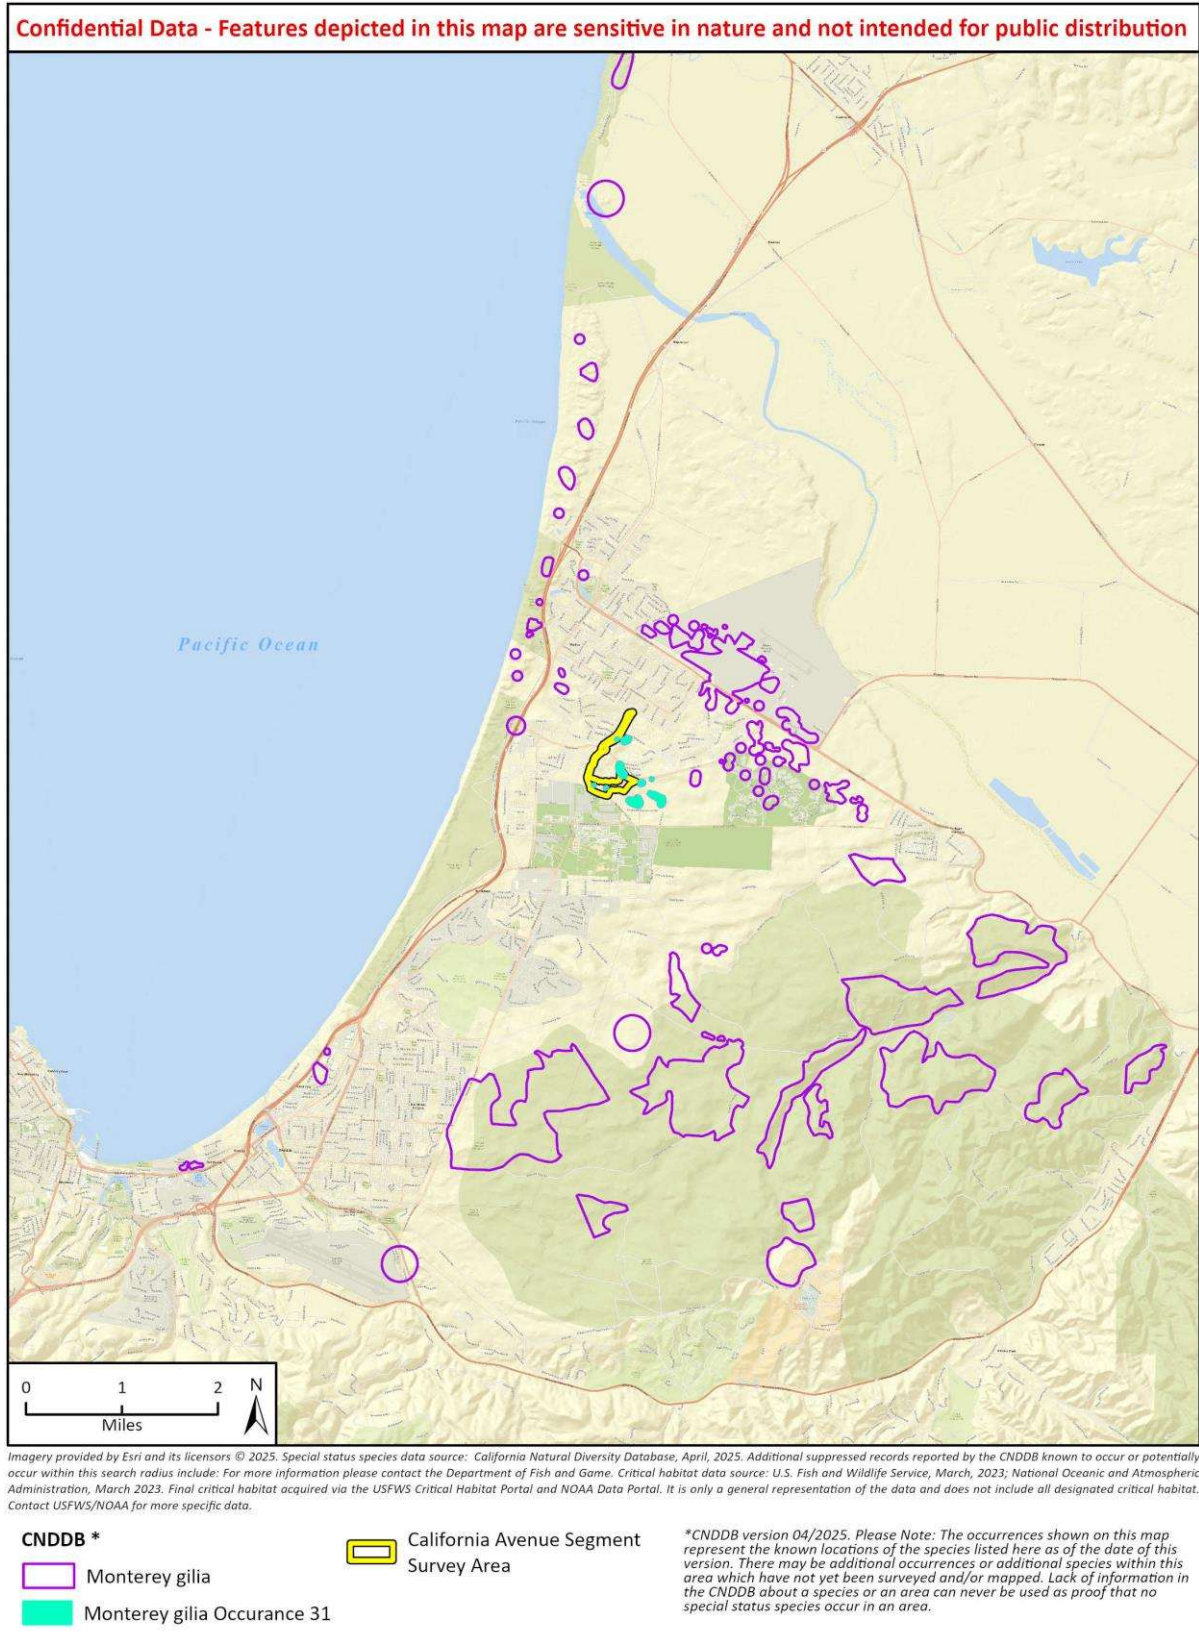 Confidential Data - Features depicted in this map are sensitive in nature and not intended for public distribution
Pacific Ocean
0 1 2 N
Miles
Imagery provided by Esri and its licensors © 2025. Special status species data source: California Natural Diversity Database, April, 2025. Additional suppressed records reported by the CNDDB known to occur or potentially
occur within this search radius include: For more information please contact the Department of Fish and Game. Critical habitat data source: U.S. Fish and Wildlife Service, March, 2023; National Oceanic and Atmospheric
Administration, March 2023. Final critical habitat acquired via the USFWS Critical Habitat Portal and NOAA Data Portal. It is only a general representation of the data and does not include all designated critical habitat.
Contact USFWS/NOAA for more specific data.
CNDDB *
Monterey gilia
Monterey gilia Occurance 31
California Avenue Segment
Survey Area
*CNDDB version 04/2025. Please Note: The occurrences shown on this map
represent the known locations of the species listed here as of the date of this
version. There may be additional occurrences or additional species within this
area which have not yet been surveyed and/or mapped. Lack of information in
the CNDDB about a species or an area can never be used as proof that no
special status species occur in an area.